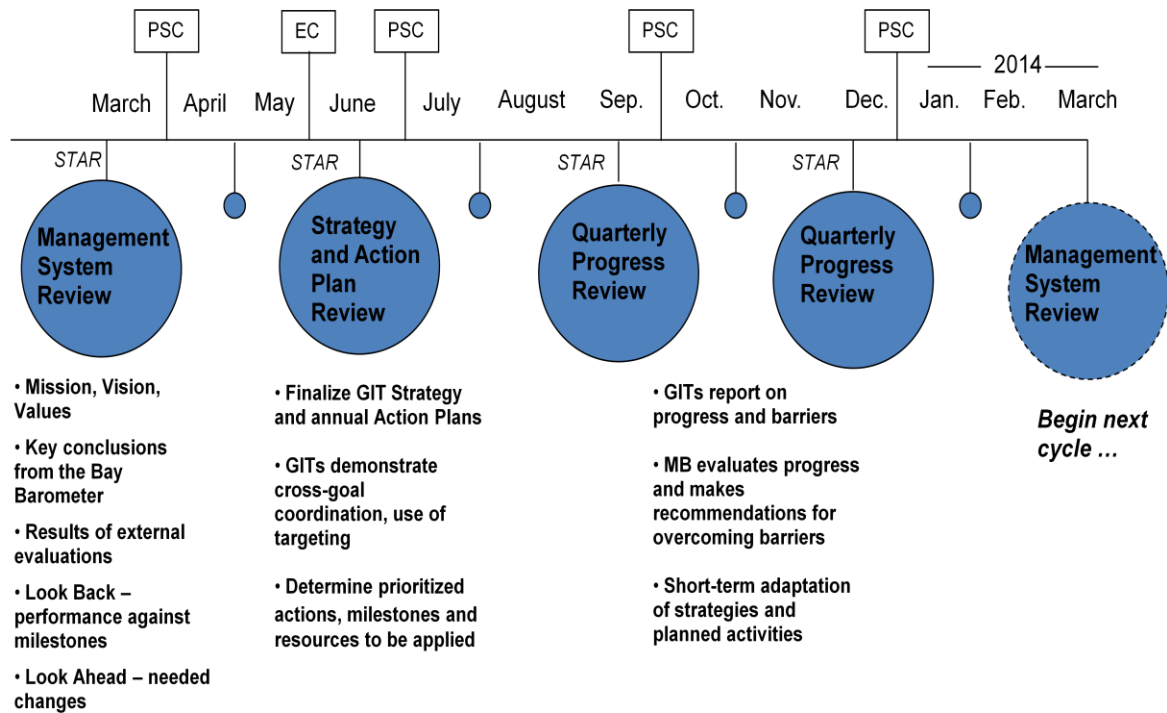 PSC
EC
PSC
PSC
PSC
2014
March
April
May
June
July
August
Sep.
Oct.
Nov.
Dec.
Jan.
Feb.
March
STAR
STAR
STAR
STAR
Management
System
Review
Strategy
and Action
Plan
Review
Quarterly
Progress
Review
Quarterly
Progress
Review
Management
System
Review
• Mission, Vision,
Values
• Key conclusions
from the Bay
Barometer
• Results of external
evaluations
• Look Back –
performance against
milestones
• Look Ahead – needed
changes
• Finalize GIT Strategy
and annual Action Plans
• GITs demonstrate
cross-goal
coordination, use of
targeting
• Determine prioritized
actions, milestones and
resources to be applied
• GITs report on
progress and barriers
• MB evaluates progress
and makes
recommendations for
overcoming barriers
• Short-term adaptation
of strategies and
planned activities
Begin next
cycle …